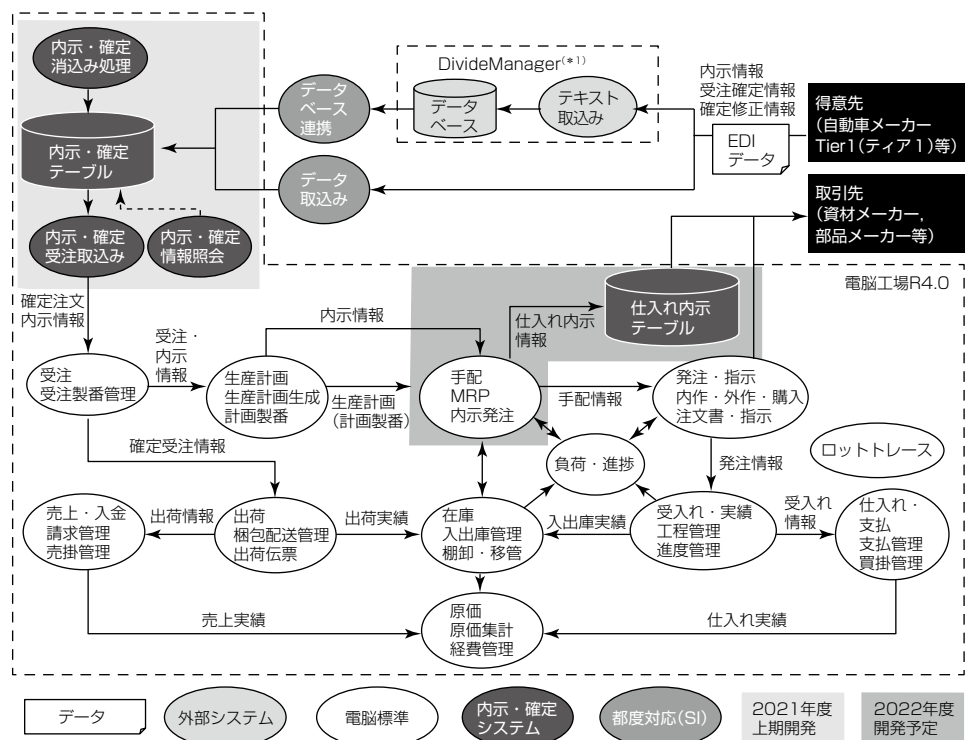 内示・確定
消込み処理
内示・確定
テーブル
内示・確定
受注取込み
内示・確定
情報照会
データ
ベース
連携
データ
取込み
DivideManager(*1)
データ
ベース
テキスト
取込み
内示情報
受注確定情報
確定修正情報
EDI
データ
得意先
(自動車メーカー
Tier1(ティア1)等)
取引先
(資材メーカー,
部品メーカー等)
電脳工場R4.0
確定注文
内示情報
受注・
内示
情報
内示情報
仕入れ内示
情報
仕入れ内示
テーブル
受注
受注製番管理
生産計画
生産計画生成
計画製番
生産計画
(計画製番)
手配
MRP
内示発注
手配情報
発注・指示
内作・外作・購入
注文書・指示
確定受注情報
負荷・進捗
発注情報
ロットトレース
売上・入金
請求管理
売掛管理
出荷情報
出荷
梱包配送管理
出荷伝票
出荷実績
在庫
入出庫管理
棚卸・移管
入出庫実績
受入れ・実績
工程管理
進度管理
受入れ
情報
仕入れ・
支払
支払管理
買掛管理
売上実績
原価
原価集計
経費管理
仕入れ実績
データ
外部システム
電脳標準
内示・確定
システム
都度対応(SI)
2021年度
上期開発
2022年度
開発予定